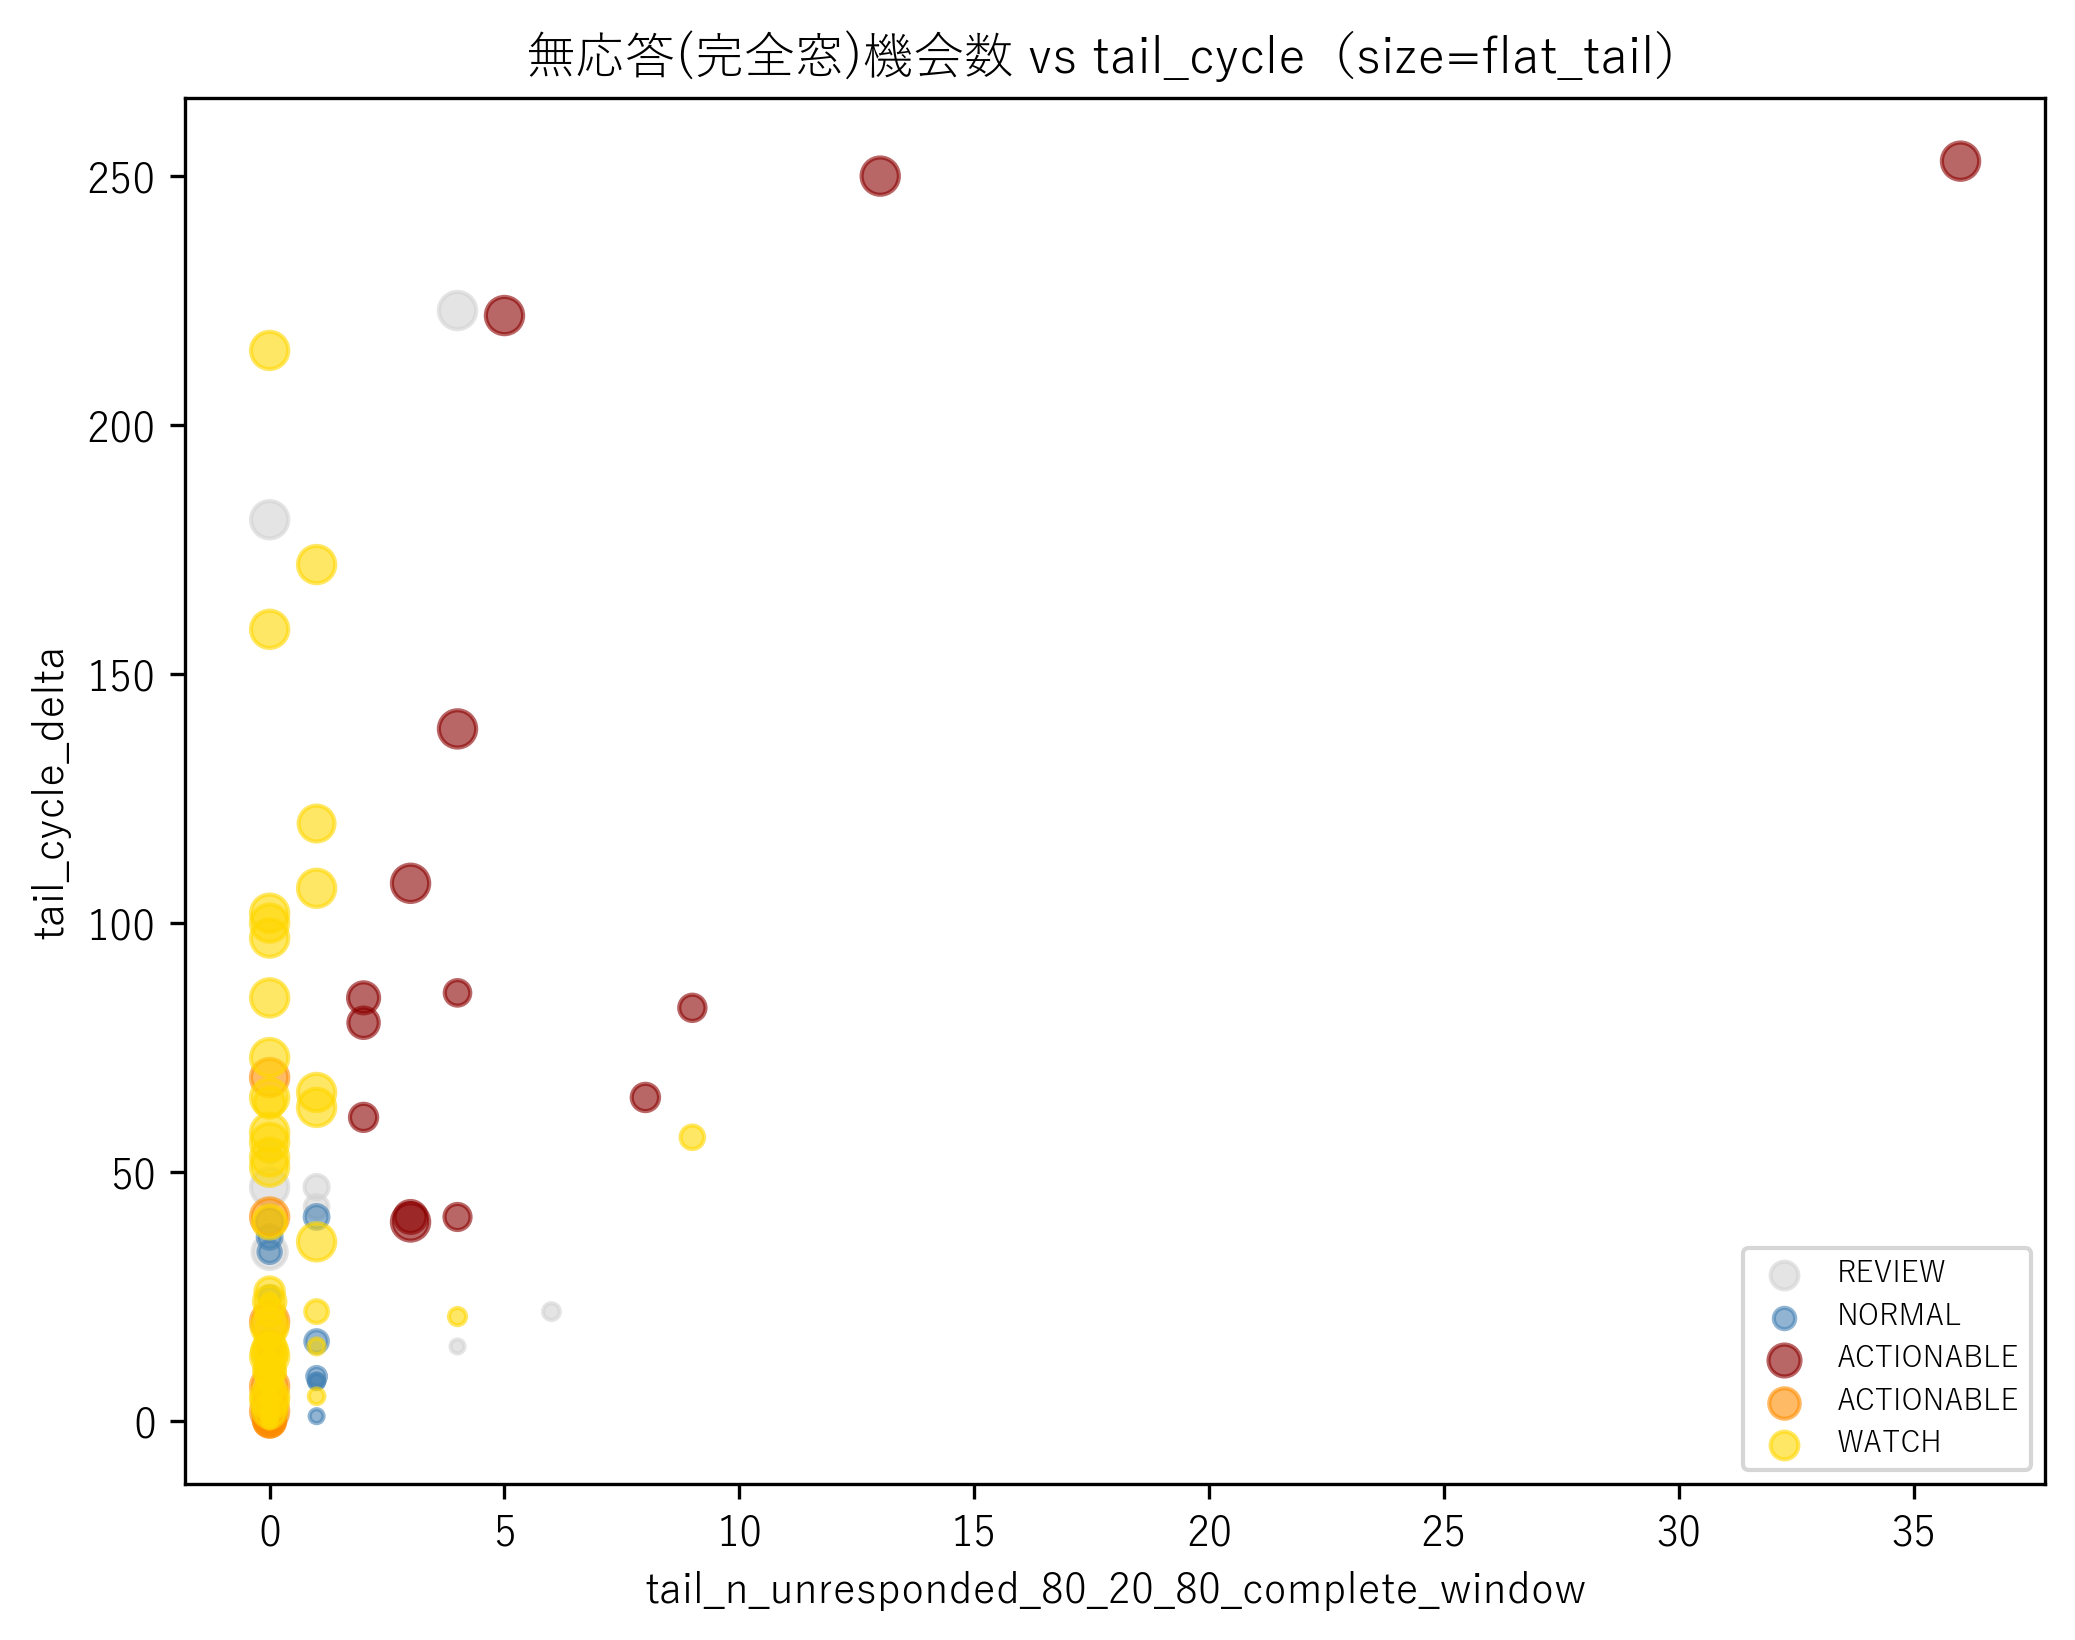 無応答(完全窓)機会数 vs tail_cycle（size=flat_tail）
tail_cycle_delta
250
200
150
100
50
0
0 5 10 15 20 25 30 35
tail_n_unresponded_80_20_80_complete_window
REVIEW
NORMAL
ACTIONABLE
ACTIONABLE
WATCH